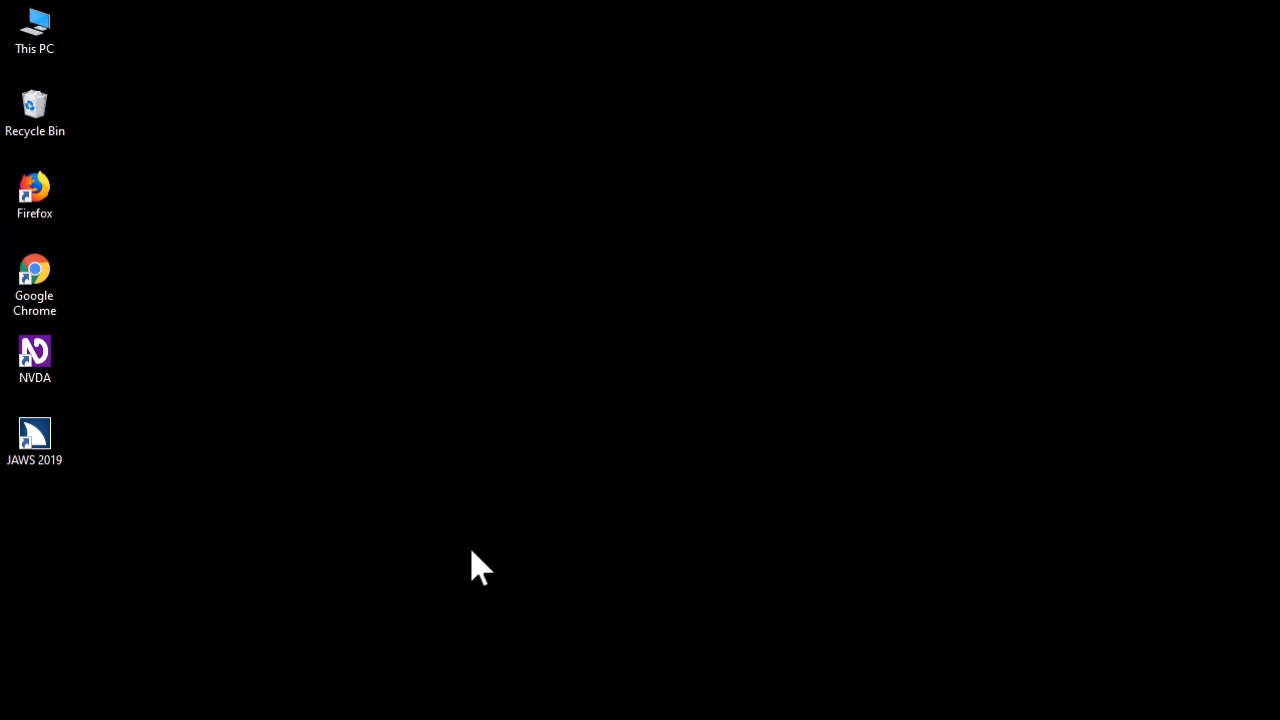 This PC
Recycle Bin
Firefox
Google
Chrome
NVDA
JAWS 2019